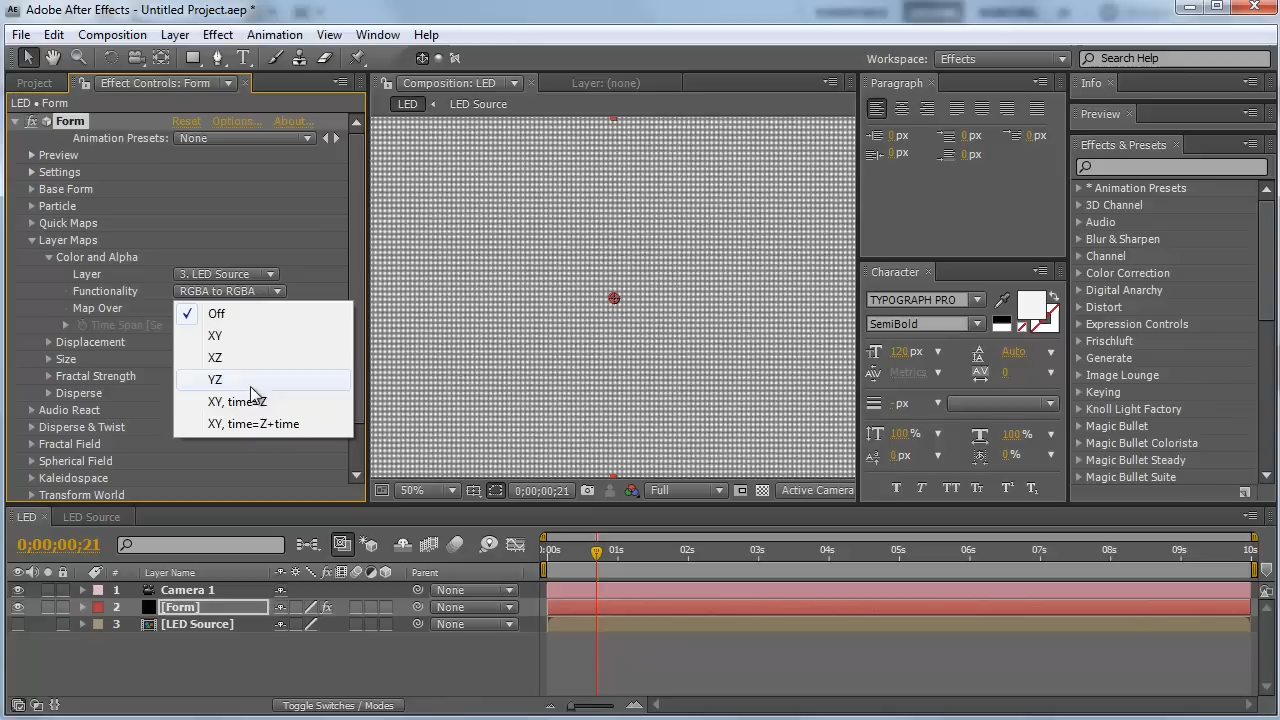 Adobe After Effects - Untitled Project.aep *
File Edit Composition Layer Effect Animation View Window Help
Workspace: Effects Search Help
Project Effect Controls: Form
LED • Form
fx Form Reset Options... About...
Animation Presets: None
Preview
Settings
Base Form
Particle
Quick Maps
Layer Maps
Color and Alpha
Layer 3. LED Source
Functionality RGBA to RGBA
Map Over
Time Span [Se
Displacement
Size
Fractal Strength
Disperse
Audio React
Disperse & Twist
Fractal Field
Spherical Field
Kaleidospace
Transform World
Off
XY
XZ
YZ
XY, time=Z
XY, time=Z+time
Composition: LED Layer: (none)
LED LED Source
50% 0;00;00;21 Full Active Camera
Paragraph
0 px 0 px 0 px
0 px 0 px
Character
TYPOGRAPH PRO
SemiBold
120 px Auto
Metrics 0
- px
100% 100%
0 px 0 %
T T TT Tt T¹ T₁
Info
Preview
Effects & Presets
* Animation Presets
3D Channel
Audio
Blur & Sharpen
Channel
Color Correction
Distort
Expression Controls
Frischluft
Generate
Image Lounge
Keying
Knoll Light Factory
Magic Bullet
Magic Bullet Colorista
Magic Bullet Steady
Magic Bullet Suite
LED LED Source
0;00;00;21
:00s 01s 02s 03s 04s 05s 06s 07s 08s 09s 10s
# Layer Name Parent
1 Camera 1 None
2 [Form] fx None
3 [LED Source] None
Toggle Switches / Modes